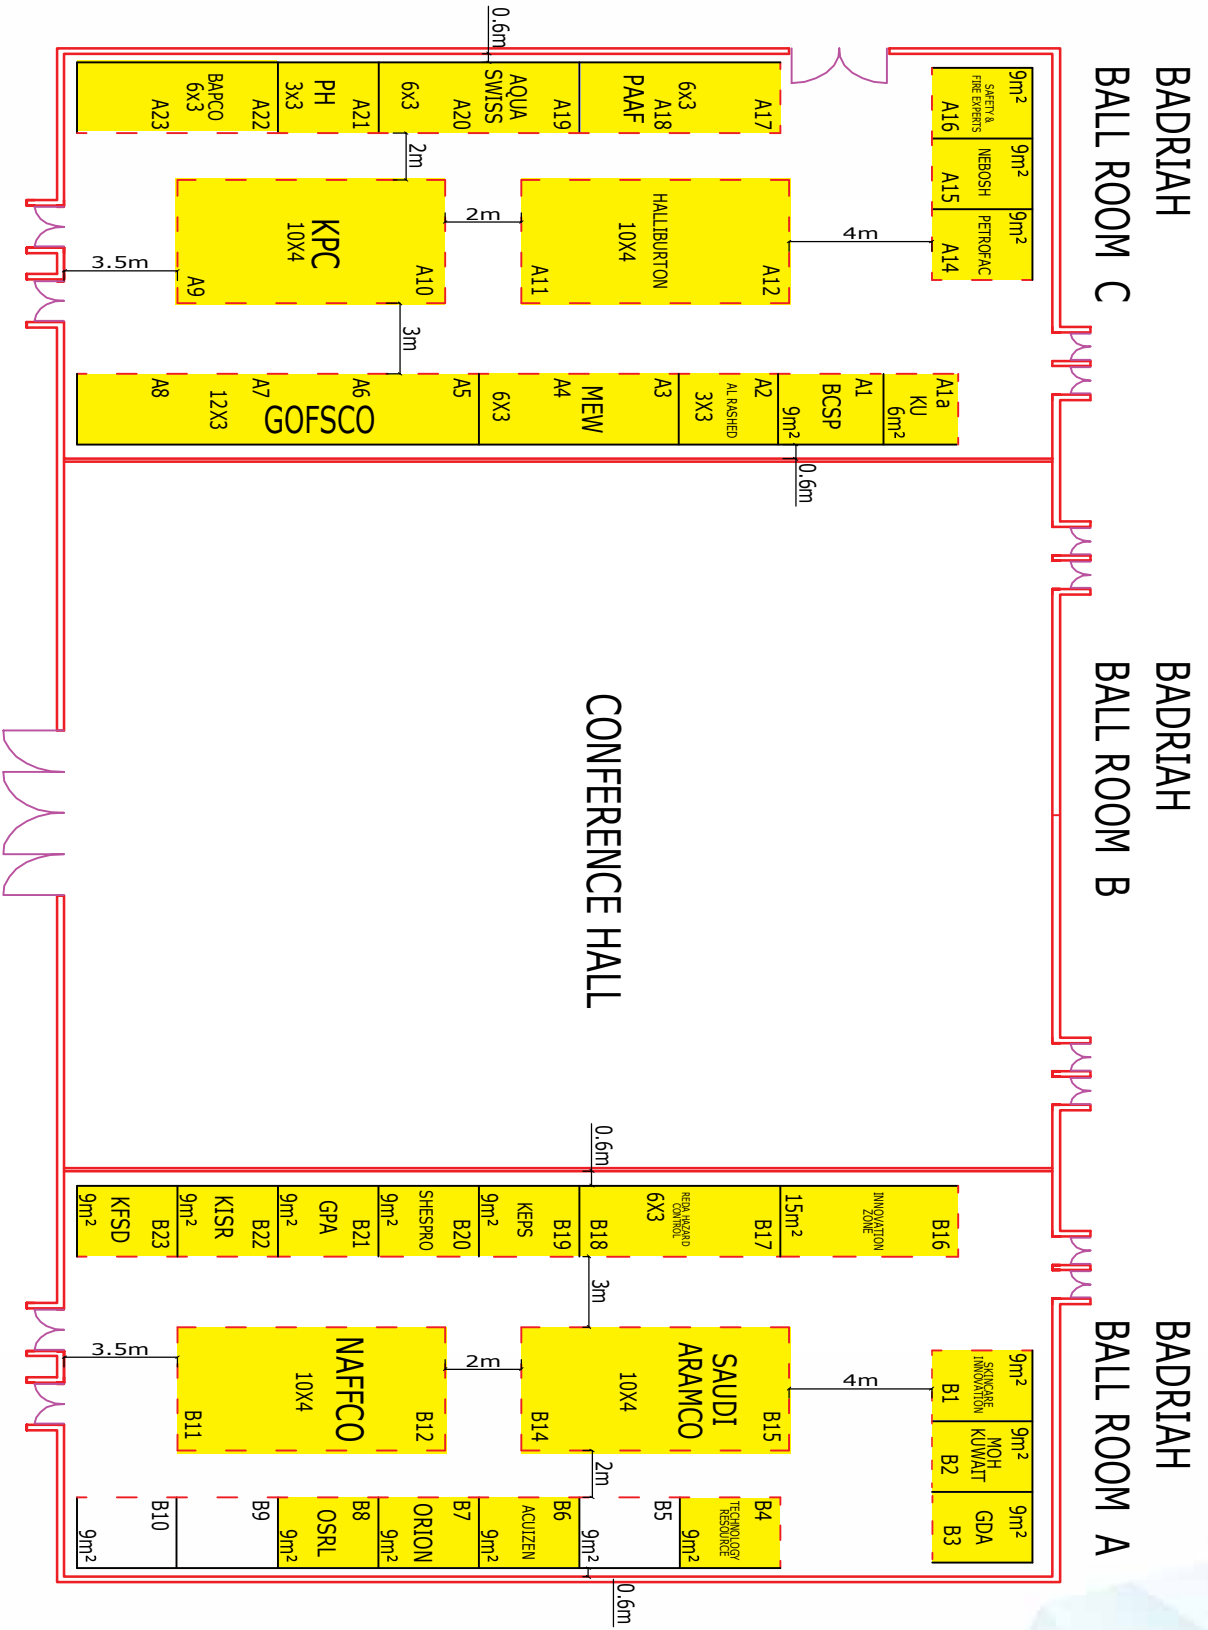 BADRIAH
BALL ROOM C
BADRIAH
BALL ROOM B
BADRIAH
BALL ROOM A
0.6m
BAPCO
6X3
A22
A23
PH
3x3
A21
AQUA
SWISS
6x3
A19
A20
PAAF
6x3
A17
A18
9m²
SAFETY &
FIRE EXPERTS
A16
9m²
NEBOSH
A15
9m²
PETROFAC
A14
2m
KPC
10X4
A10
A9
2m
HALLIBURTON
10X4
A12
A11
4m
3.5m
3m
A8
A7
A6
A5
GOFSCO
12X3
MEW
6X3
A4
A3
AL RASHED
3X3
A2
BCSP
9m²
A1
A1a
KU
6m²
0.6m
CONFERENCE HALL
0.6m
B23
KFSD
9m²
B22
KISR
9m²
B21
GPA
9m²
B20
SHESPRO
9m²
B19
KEPS
9m²
B18
REDA HAZARD
CONTROL
6X3
B17
INNOVATION
ZONE
15m²
B16
3m
3.5m
NAFFCO
10X4
B12
B11
2m
SAUDI
ARAMCO
10X4
B15
B14
4m
9m²
SKINCARE
INNOVATION
B1
9m²
MOH
KUWAIT
B2
9m²
GDA
B3
2m
B10
9m²
B9
B8
OSRL
9m²
B7
ORION
9m²
B6
ACUIZEN
9m²
B5
9m²
B4
TECHNOLOGY
RESOURCE
9m²
0.6m